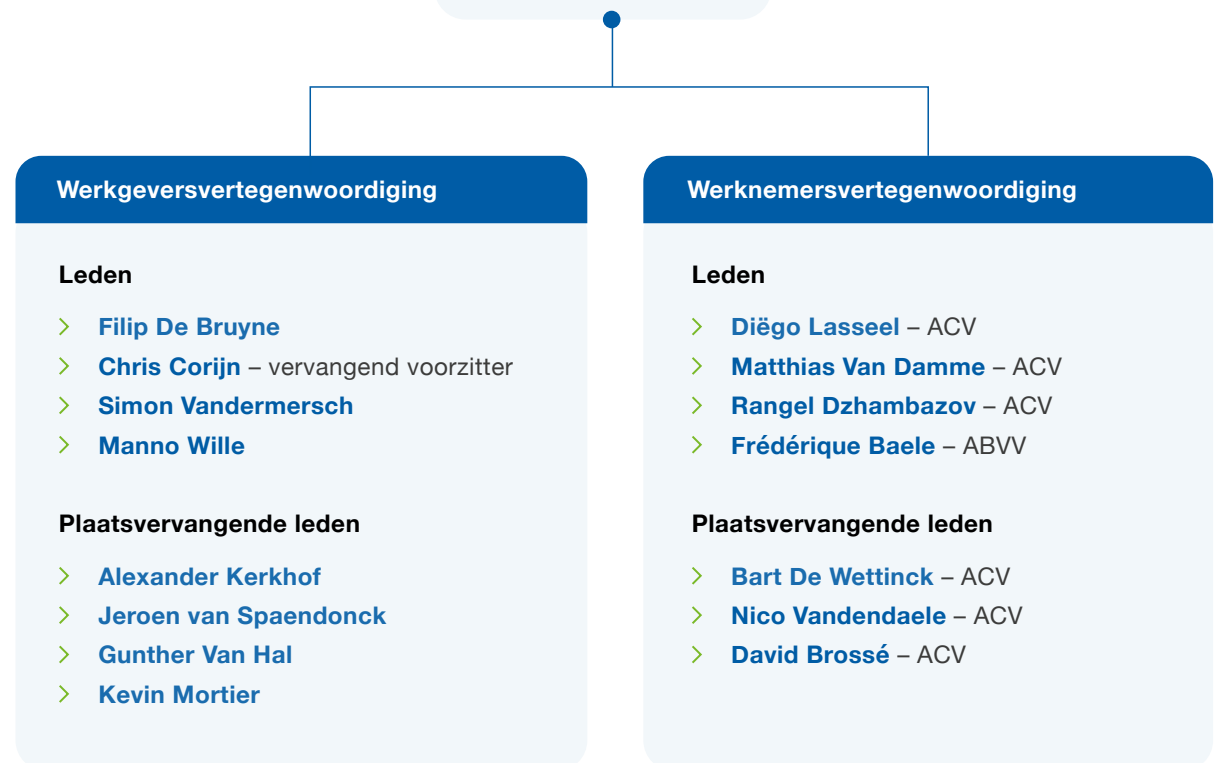 Werkgeversvertegenwoordiging
Leden
Filip De Bruyne
Chris Corijn – vervangend voorzitter
Simon Vandermersch
Manno Wille
Plaatsvervangende leden
Alexander Kerkhof
Jeroen van Spaendonck
Gunther Van Hal
Kevin Mortier
Werknemersvertegenwoordiging
Leden
Diëgo Lasseel – ACV
Matthias Van Damme – ACV
Rangel Dzhambazov – ACV
Frédérique Baele – ABVV
Plaatsvervangende leden
Bart De Wettinck – ACV
Nico Vandendaele – ACV
David Brossé – ACV